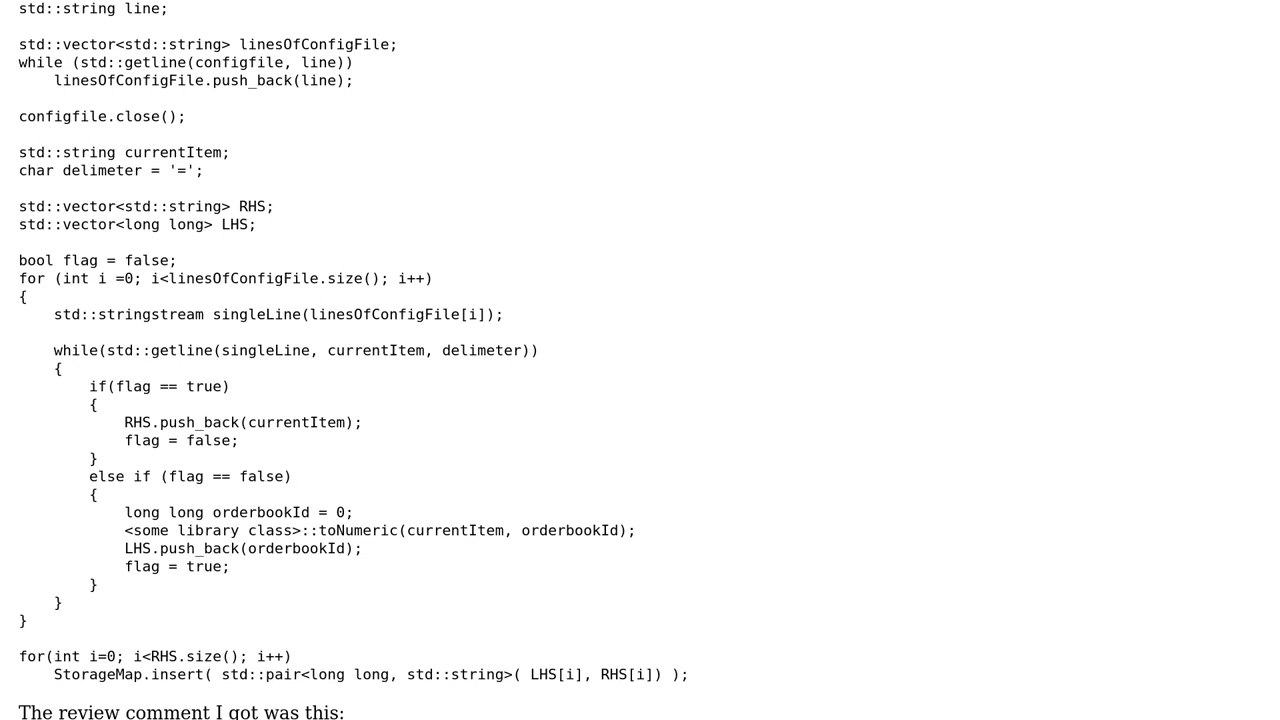 std::string line;
std::vector<std::string> linesOfConfigFile;
while (std::getline(configfile, line))
    linesOfConfigFile.push_back(line);
configfile.close();
std::string currentItem;
char delimeter = '=';
std::vector<std::string> RHS;
std::vector<long long> LHS;
bool flag = false;
for (int i =0; i<linesOfConfigFile.size(); i++)
{
    std::stringstream singleLine(linesOfConfigFile[i]);
    while(std::getline(singleLine, currentItem, delimeter))
    {
        if(flag == true)
        {
            RHS.push_back(currentItem);
            flag = false;
        }
        else if (flag == false)
        {
            long long orderbookId = 0;
            <some library class>::toNumeric(currentItem, orderbookId);
            LHS.push_back(orderbookId);
            flag = true;
        }
    }
}
for(int i=0; i<RHS.size(); i++)
    StorageMap.insert( std::pair<long long, std::string>( LHS[i], RHS[i]) );
The review comment I got was this: